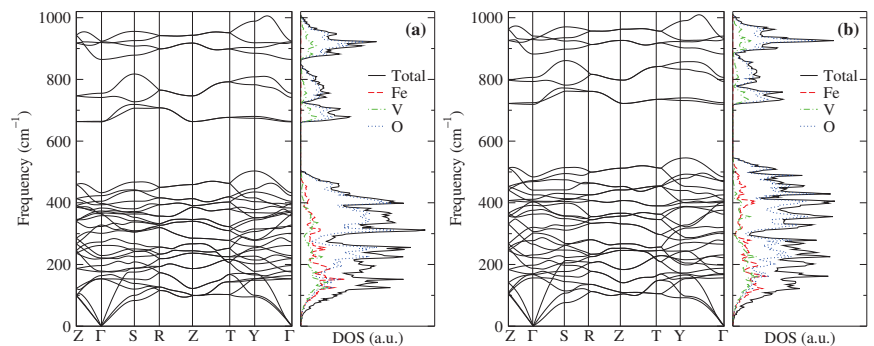 1000
800
600
400
200
0
Frequency (cm⁻¹)
Z Γ S R Z T Y Γ
(a)
Total
Fe
V
O
DOS (a.u.)
1000
800
600
400
200
0
Frequency (cm⁻¹)
Z Γ S R Z T Y Γ
(b)
Total
Fe
V
O
DOS (a.u.)